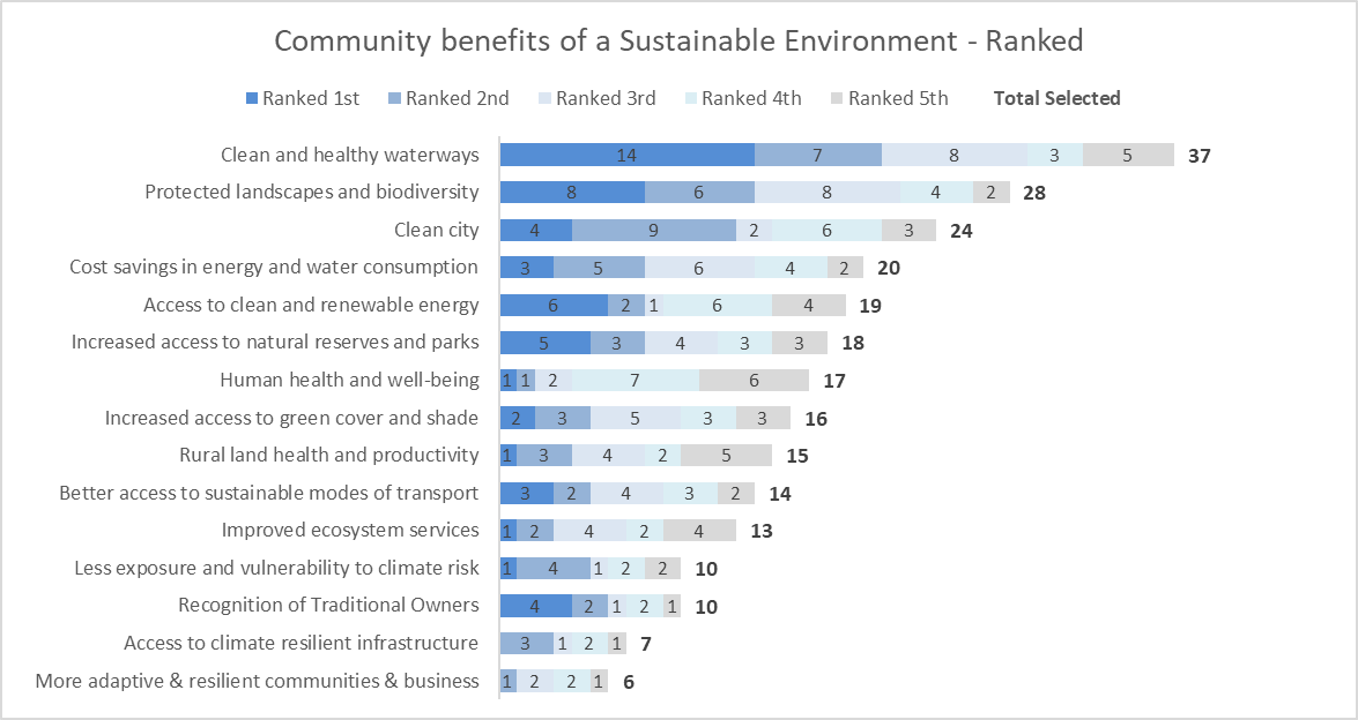 Community benefits of a Sustainable Environment - Ranked
Ranked 1st Ranked 2nd Ranked 3rd Ranked 4th Ranked 5th Total Selected
Clean and healthy waterways 14 7 8 3 5 37
Protected landscapes and biodiversity 8 6 8 4 2 28
Clean city 4 9 2 6 3 24
Cost savings in energy and water consumption 3 5 6 4 2 20
Access to clean and renewable energy 6 2 1 6 4 19
Increased access to natural reserves and parks 5 3 4 3 3 18
Human health and well-being 1 1 2 7 6 17
Increased access to green cover and shade 2 3 5 3 3 16
Rural land health and productivity 1 3 4 2 5 15
Better access to sustainable modes of transport 3 2 4 3 2 14
Improved ecosystem services 1 2 4 2 4 13
Less exposure and vulnerability to climate risk 1 4 1 2 2 10
Recognition of Traditional Owners 4 2 1 2 1 10
Access to climate resilient infrastructure 3 1 2 1 7
More adaptive & resilient communities & business 1 2 2 1 6